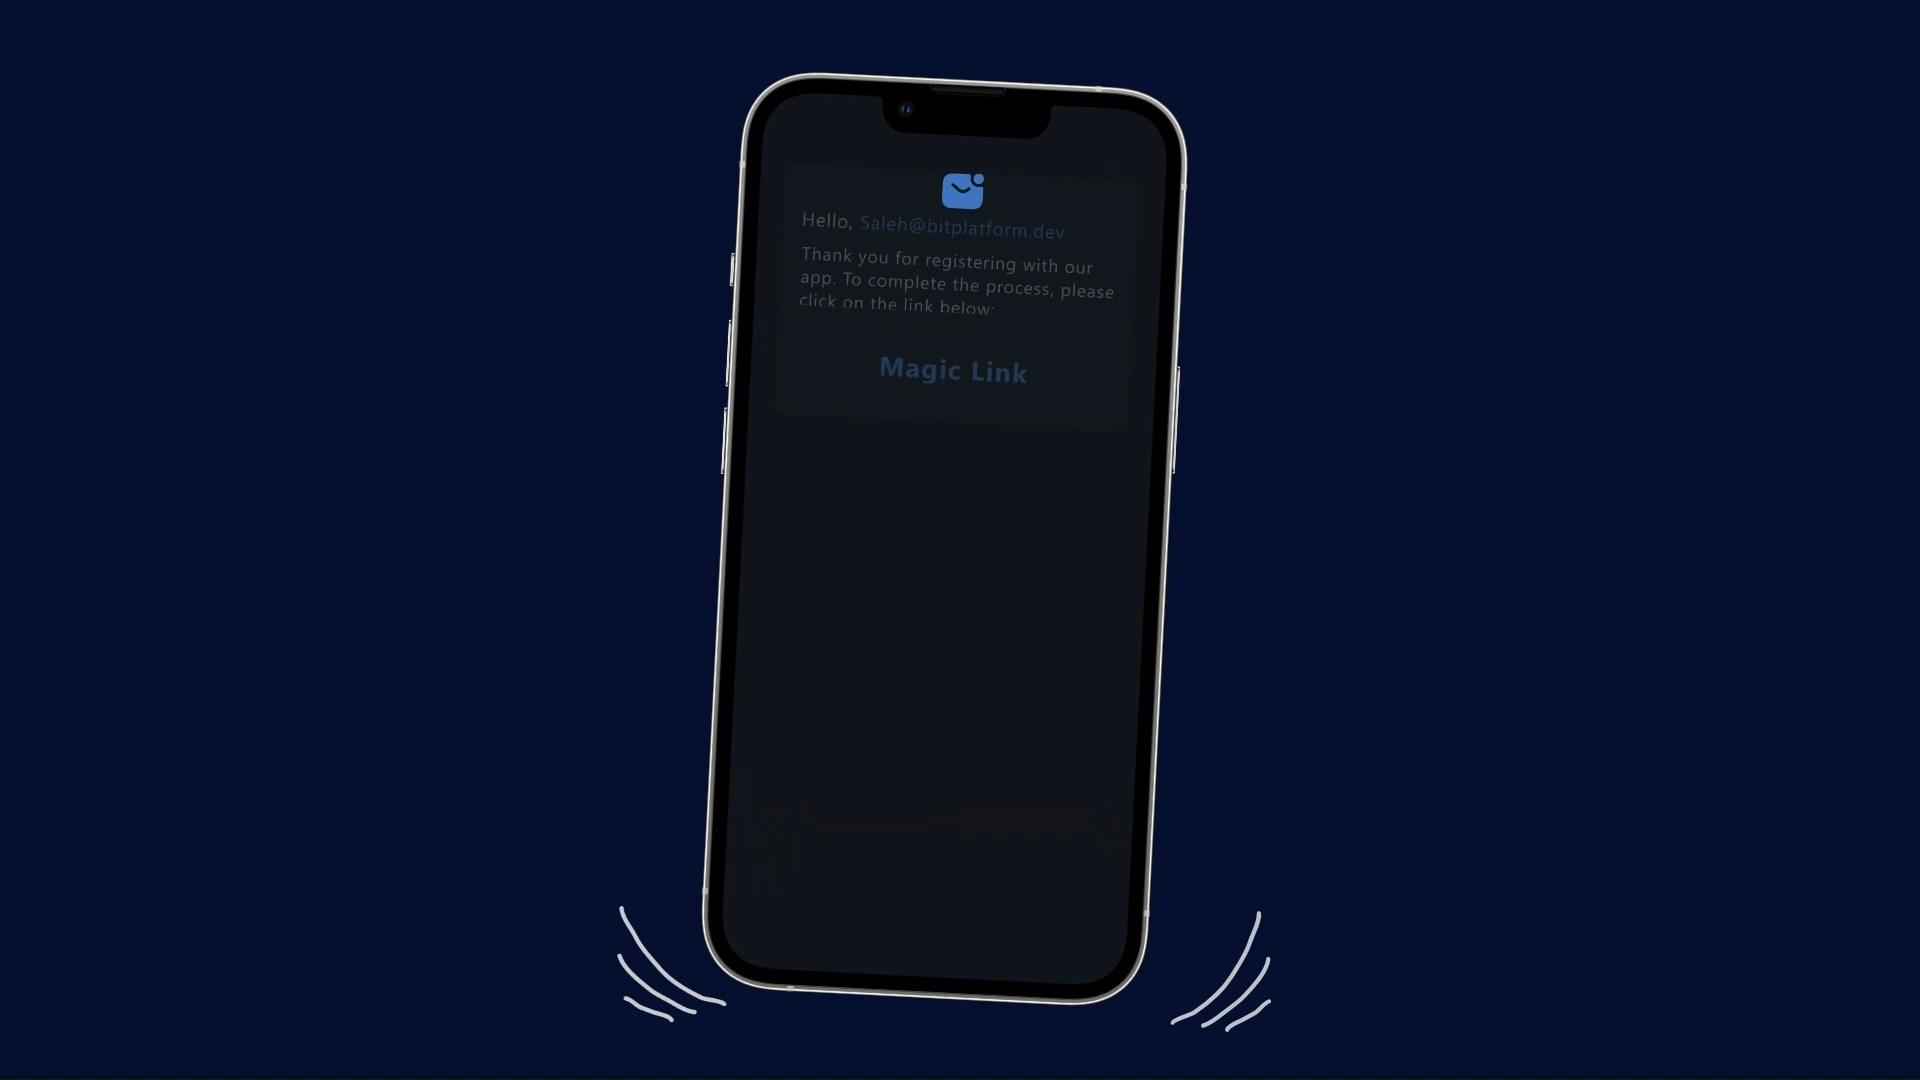 Hello, Saleh@bitplatform.dev
Thank you for registering with our
app. To complete the process, please
click on the link below:
Magic Link